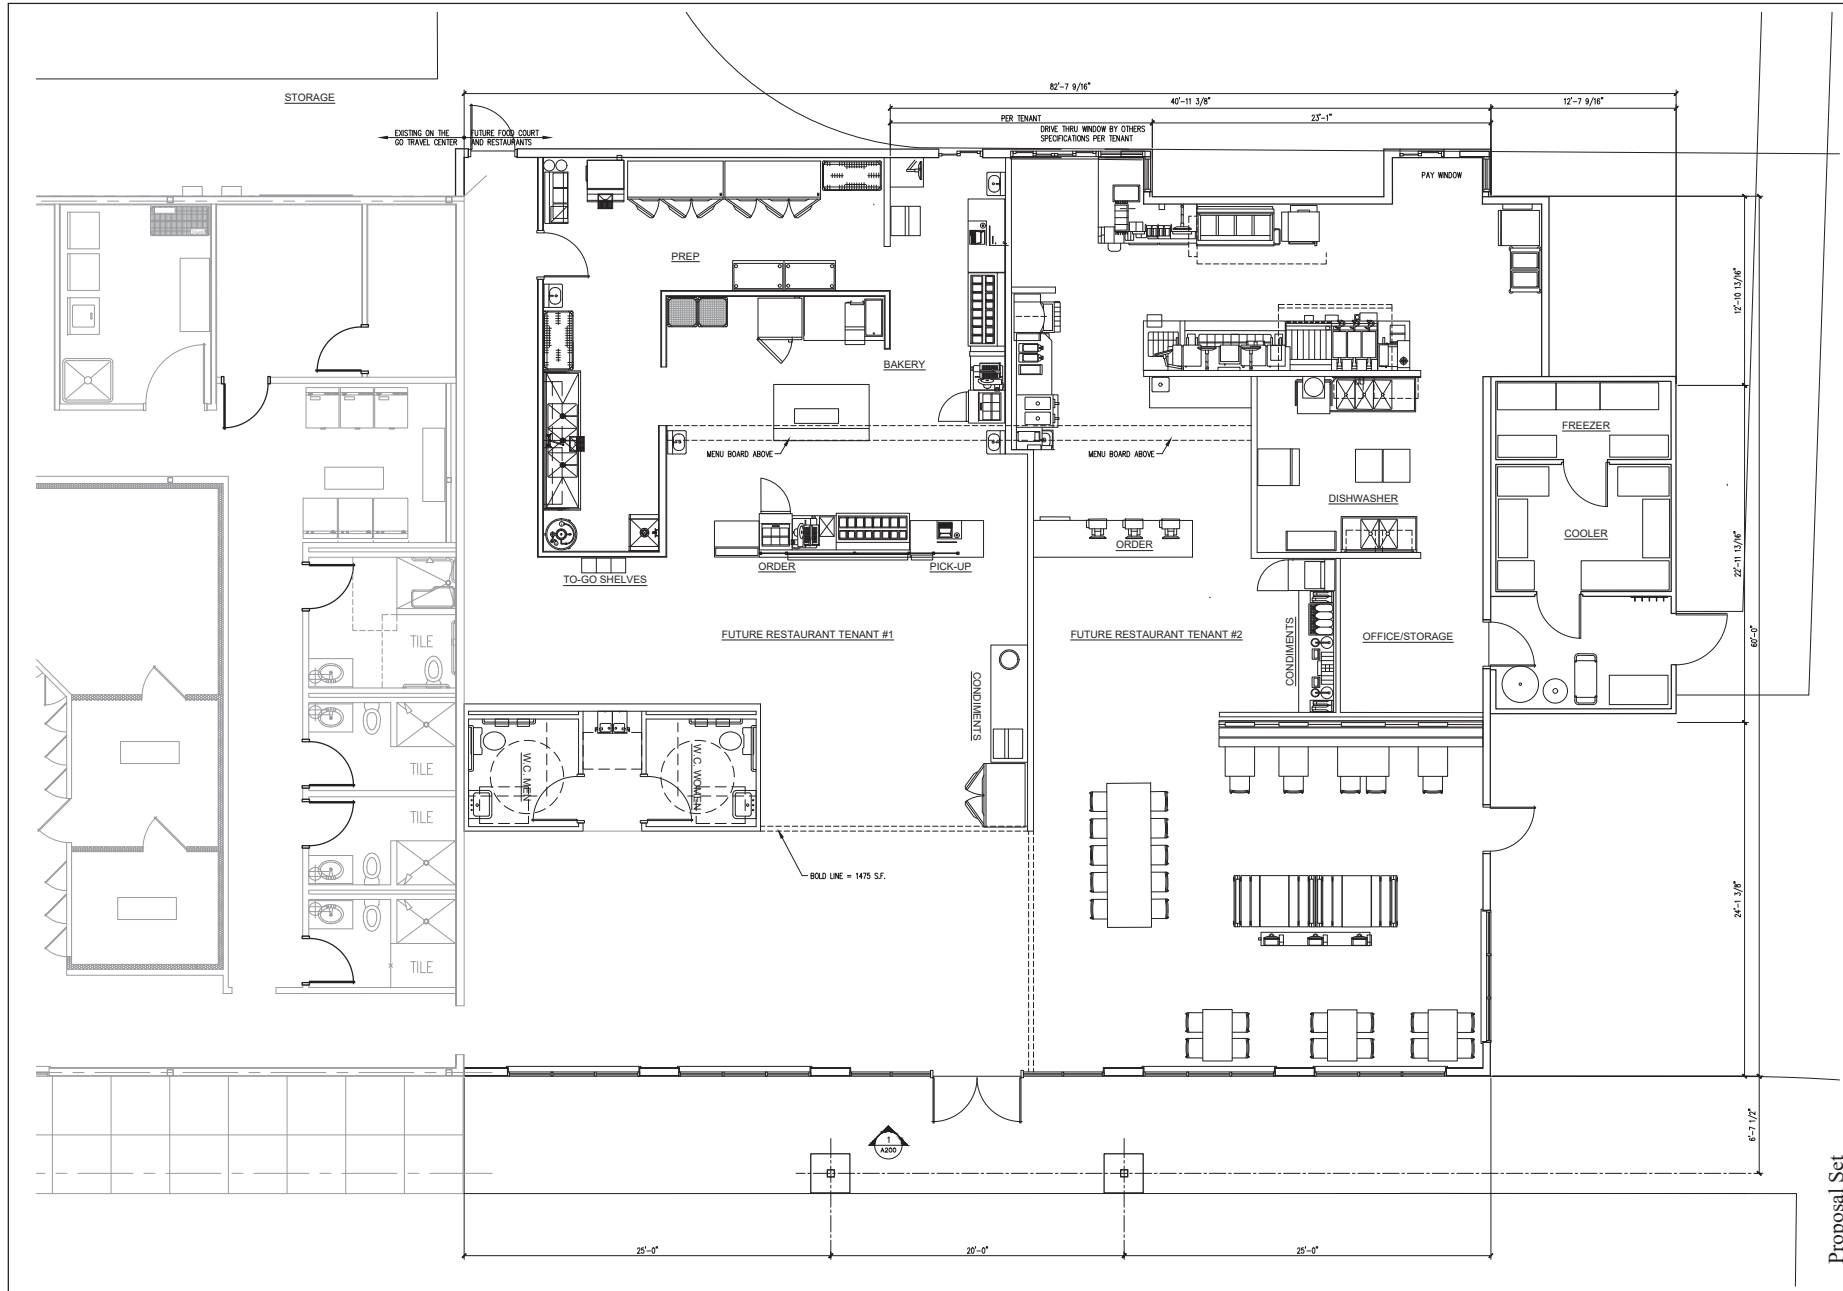 82'-7 9/16"
STORAGE
40'-11 3/8"
12'-7 9/16"
PER TENANT
23'-1"
EXISTING ON THE
GO TRAVEL CENTER
FUTURE FOOD COURT
AND RESTAURANTS
DRIVE THRU WINDOW BY OTHERS
SPECIFICATIONS PER TENANT
PAY WINDOW
PREP
12'-10 13/16"
BAKERY
FREEZER
MENU BOARD ABOVE
MENU BOARD ABOVE
DISHWASHER
COOLER
ORDER
22'-11 13/16"
ORDER
PICK-UP
TO-GO SHELVES
FUTURE RESTAURANT TENANT #1
FUTURE RESTAURANT TENANT #2
CONDIMENTS
OFFICE/STORAGE
60'-0"
TILE
CONDIMENTS
W.C. MEN
W.C. WOMEN
TILE
TILE
BOLD LINE = 1475 S.F.
24'-1 3/8"
TILE
6'-7 1/2"
1
A200
Proposal Set
25'-0"
20'-0"
25'-0"